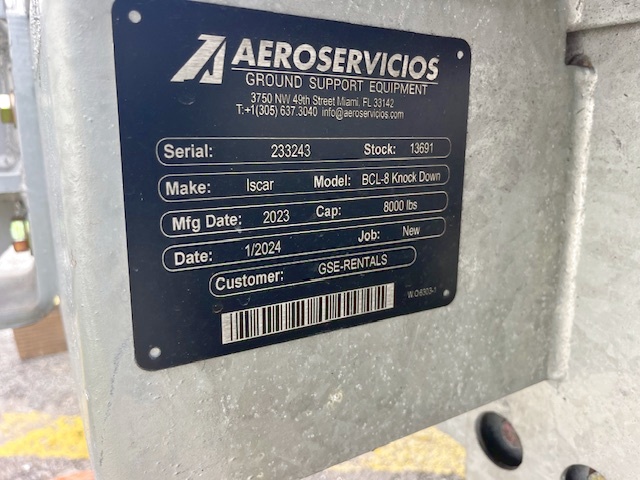 AEROSERVICIOS
GROUND SUPPORT EQUIPMENT
3750 NW 49th Street Miami, FL 33142
T:+1(305) 637.3040 info@aeroservicios.com
Serial: 233243 Stock: 13691
Make: Iscar Model: BCL-8 Knock Down
Mfg Date: 2023 Cap: 8000 lbs
Date: 1/2024 Job: New
Customer: GSE-RENTALS
W.O8303-1